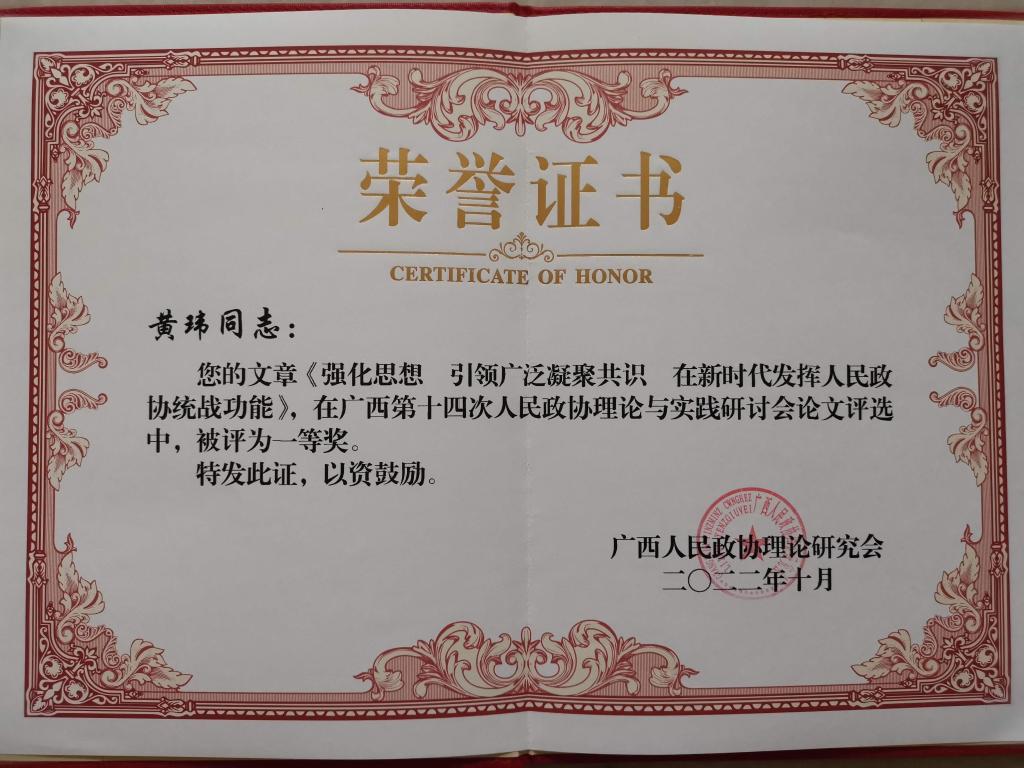 荣誉证书
CERTIFICATE OF HONOR
黄玮同志：
您的文章《强化思想 引领广泛凝聚共识 在新时代发挥人民政
协统战功能》，在广西第十四次人民政协理论与实践研讨会论文评选
中，被评为一等奖。
特发此证，以资鼓励。
广西人民政协理论研究会
二〇二二年十月